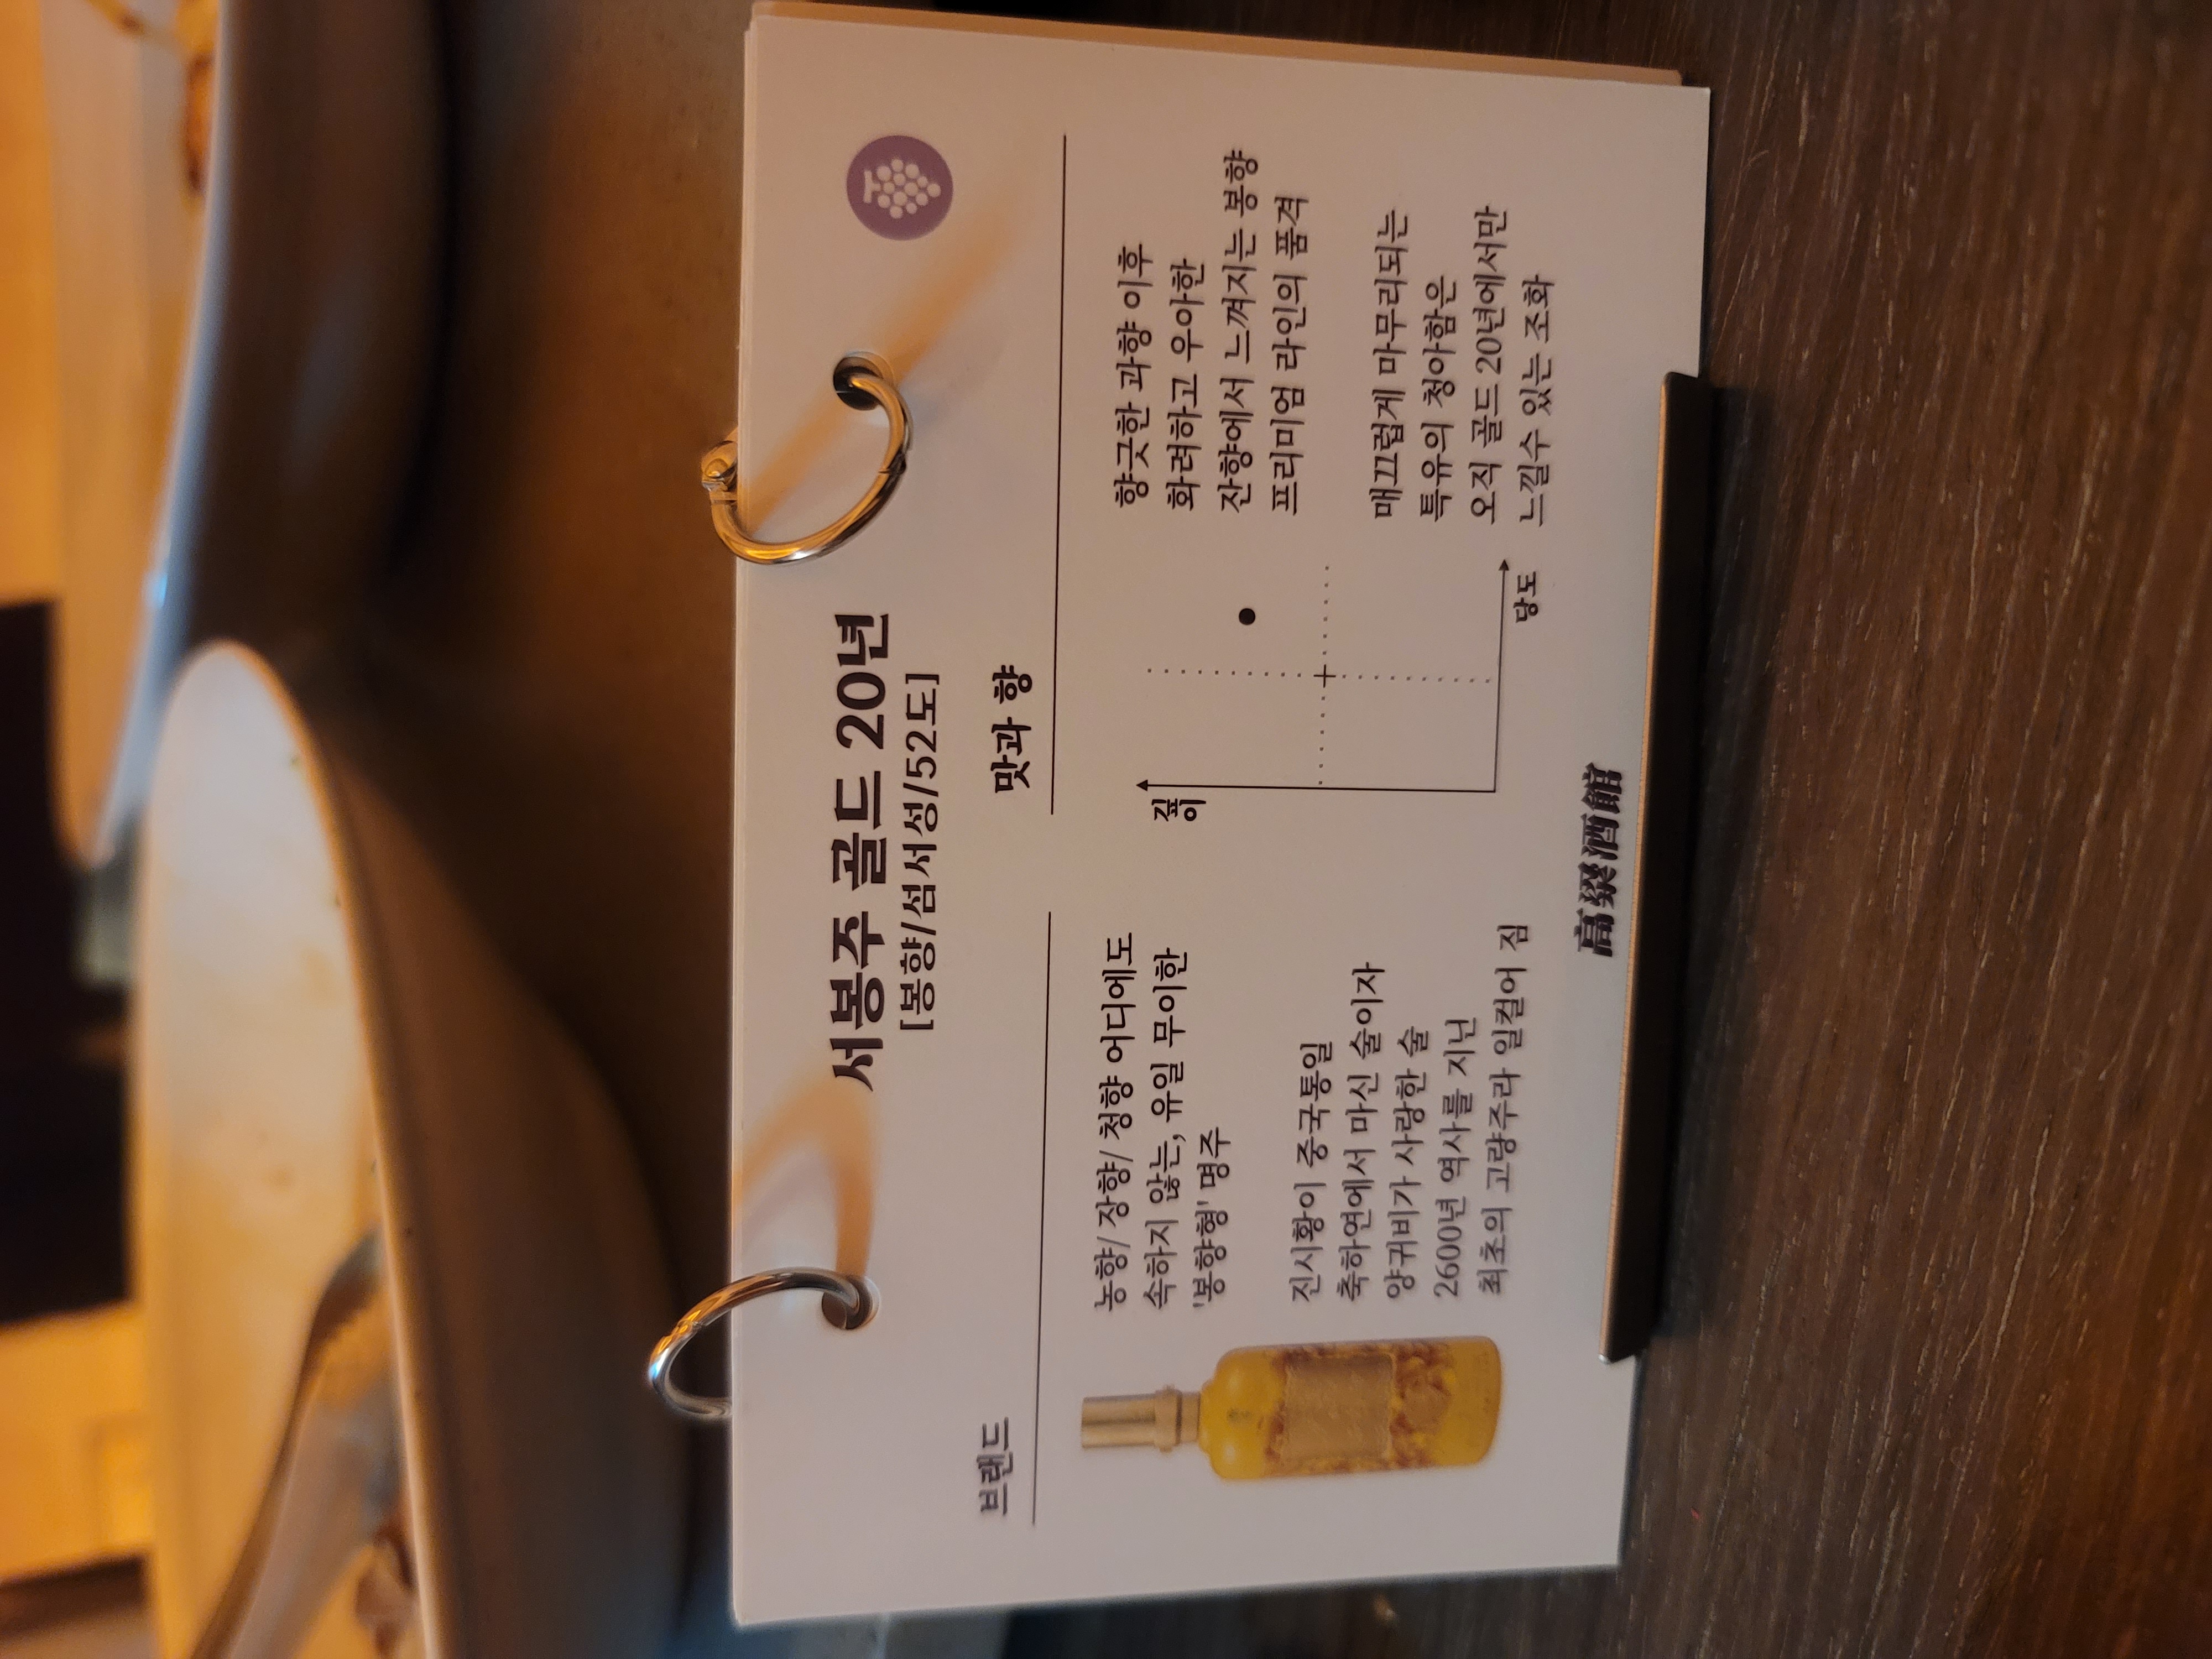 서봉주 골드 20년
[봉향/섬서성/52도]
브랜드
농향/ 장향/ 청향 어디에도
속하지 않는, 유일 무이한
'봉향형' 명주
진시황이 중국통일
축하연에서 마신 술이자
양귀비가 사랑한 술
2600년 역사를 지닌
최초의 고량주라 일컬어 짐
맛과 향
깊이
당도
향긋한 과향 이후
화려하고 우아한
잔향에서 느껴지는 봉향
프리미엄 라인의 품격
매끄럽게 마무리되는
특유의 청아함은
오직 골드 20년에서만
느낄수 있는 조화
高粱酒館